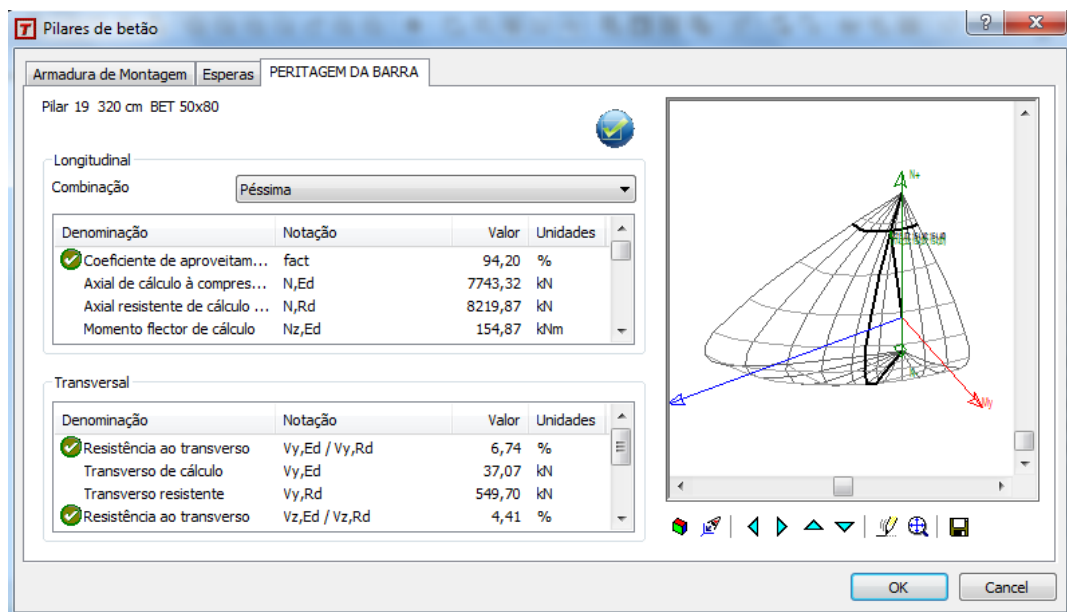 Pilares de betão
Armadura de Montagem Esperas PERITAGEM DA BARRA
Pilar 19 320 cm BET 50x80
Longitudinal
Combinação Péssima
Denominação Notação Valor Unidades
Coeficiente de aproveitam... fact 94,20 %
Axial de cálculo à compres... N,Ed 7743,32 kN
Axial resistente de cálculo ... N,Rd 8219,87 kN
Momento flector de cálculo Nz,Ed 154,87 kNm
Transversal
Denominação Notação Valor Unidades
Resistência ao transverso Vy,Ed / Vy,Rd 6,74 %
Transverso de cálculo Vy,Ed 37,07 kN
Transverso resistente Vy,Rd 549,70 kN
Resistência ao transverso Vz,Ed / Vz,Rd 4,41 %
N+
My
OK Cancel